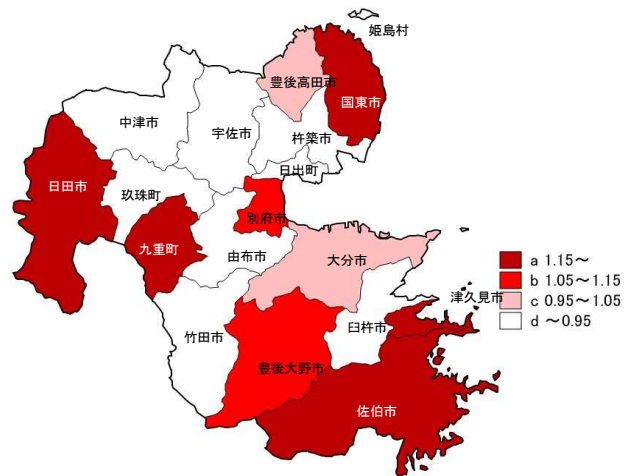 姫島村
豊後高田市
国東市
中津市
宇佐市
杵築市
日出町
日田市
玖珠町
別府市
九重町
由布市
大分市
a 1.15～
b 1.05～1.15
c 0.95～1.05
d ～0.95
津久見市
臼杵市
竹田市
豊後大野市
佐伯市